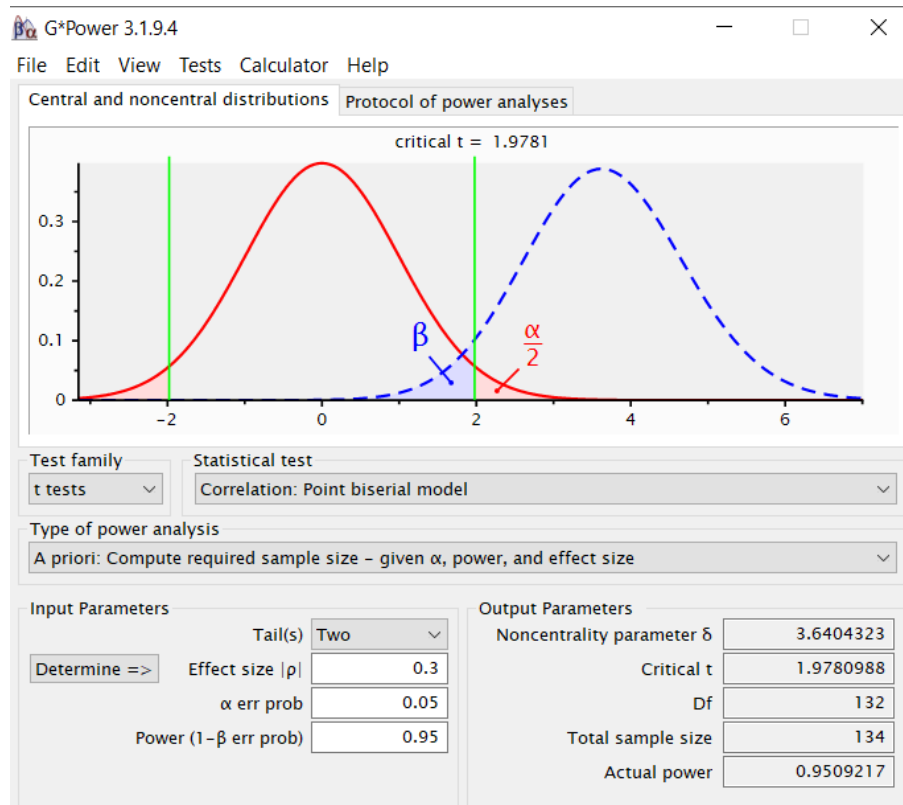 G*Power 3.1.9.4
File Edit View Tests Calculator Help
Central and noncentral distributions Protocol of power analyses
critical t = 1.9781
0.3
0.2
0.1
0
β
α
2
-2 0 2 4 6
Test family Statistical test
t tests Correlation: Point biserial model
Type of power analysis
A priori: Compute required sample size - given α, power, and effect size
Input Parameters Output Parameters
Tail(s) Two Noncentrality parameter δ 3.6404323
Determine => Effect size |ρ| 0.3 Critical t 1.9780988
α err prob 0.05 Df 132
Power (1-β err prob) 0.95 Total sample size 134
Actual power 0.9509217